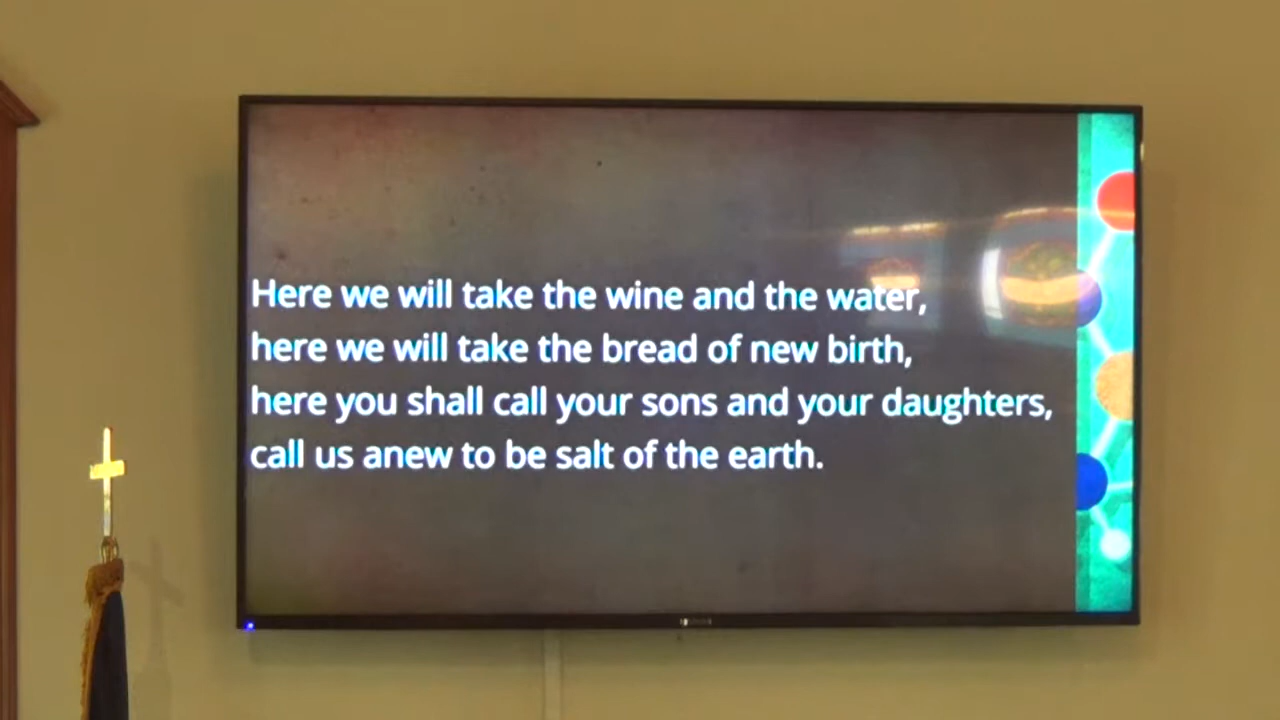 Here we will take the wine and the water,
here we will take the bread of new birth,
here you shall call your sons and your daughters,
call us anew to be salt of the earth.